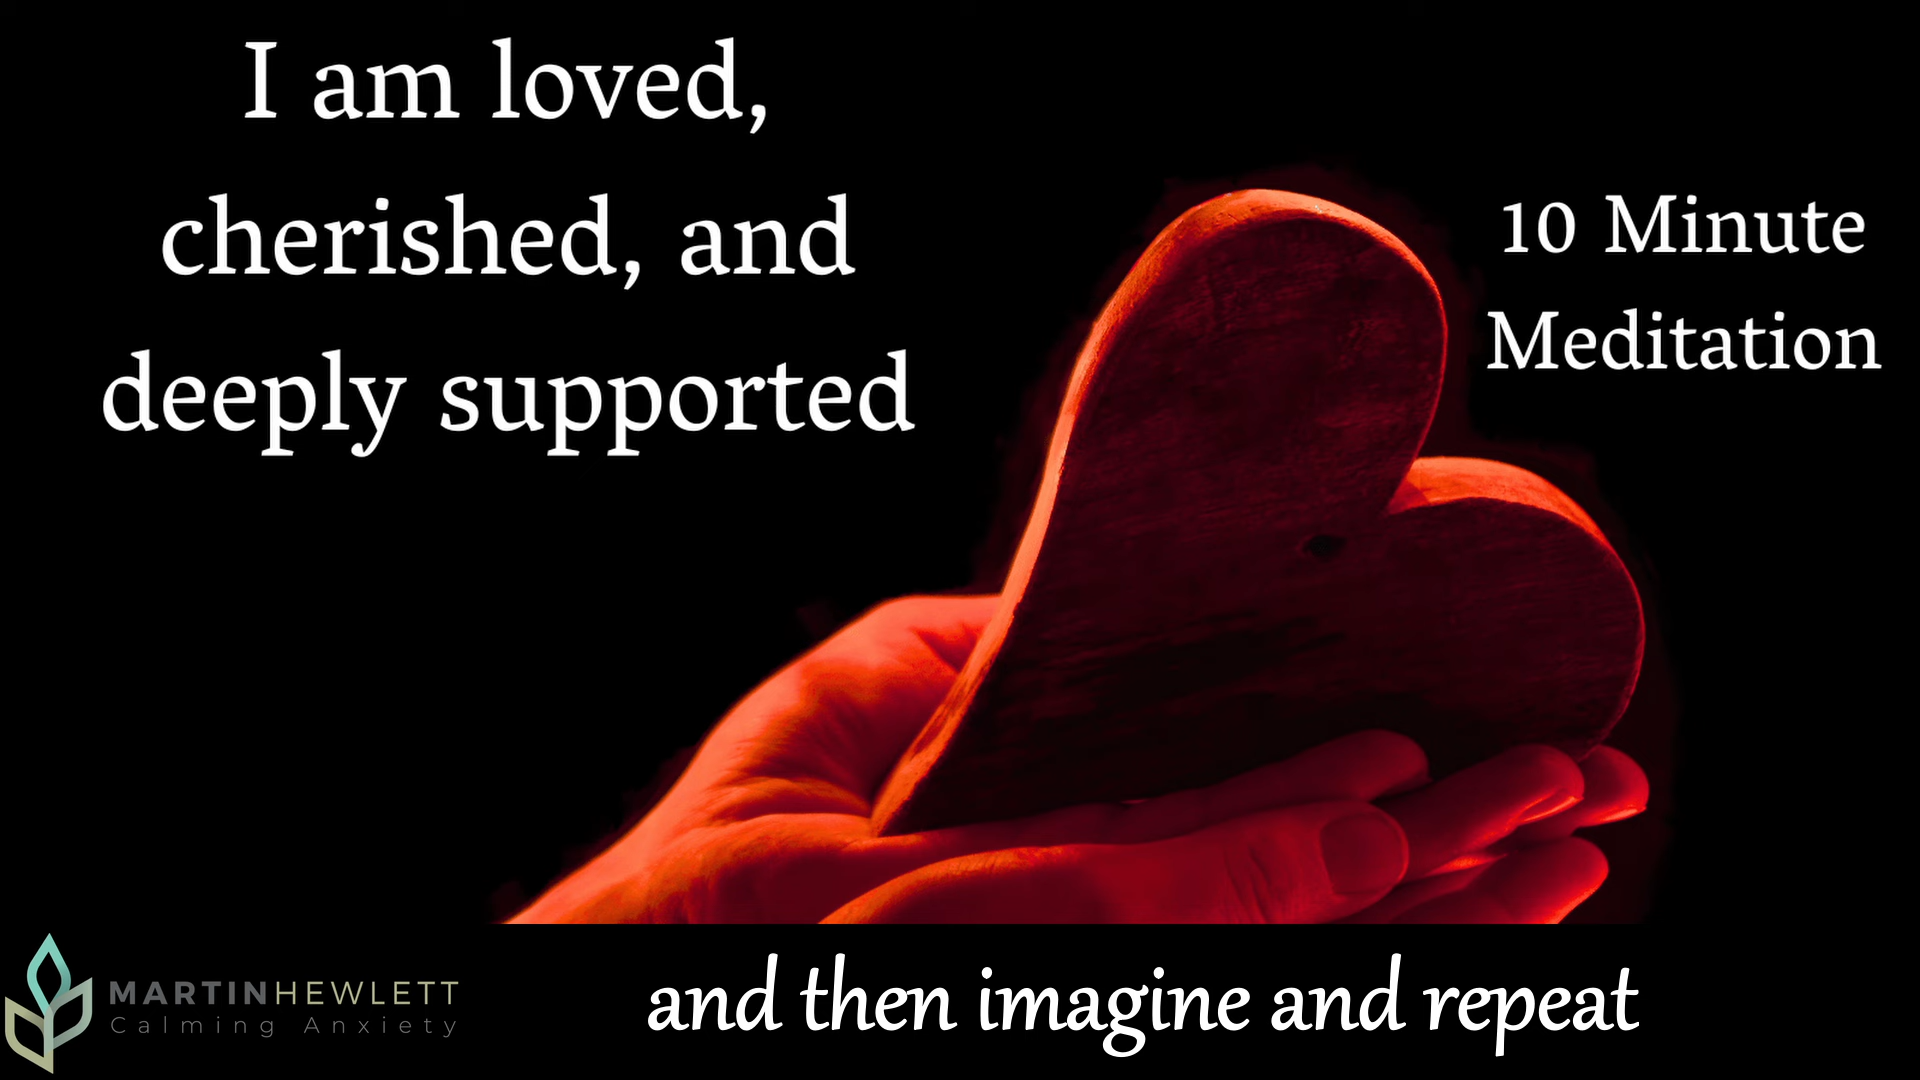 I am loved,
cherished, and
deeply supported
10 Minute
Meditation
MARTINHEWLETT
Calming Anxiety
and then imagine and repeat